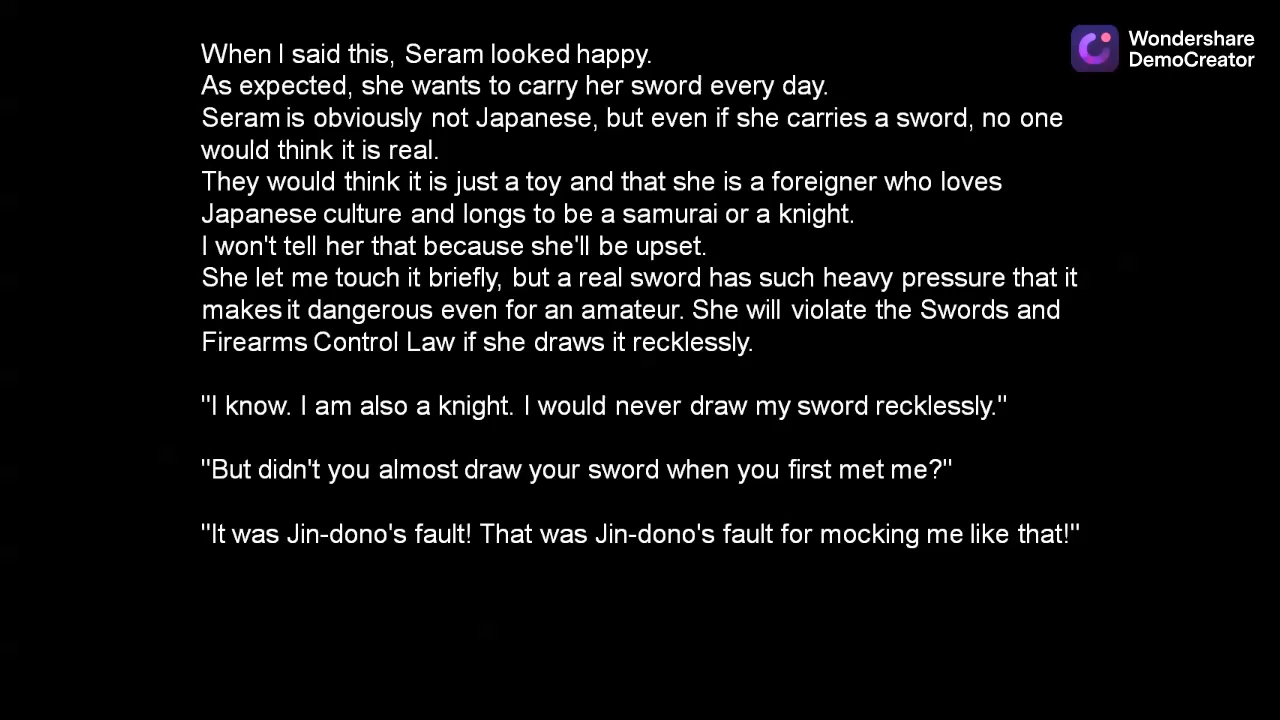 Wondershare
DemoCreator
When I said this, Seram looked happy.
As expected, she wants to carry her sword every day.
Seram is obviously not Japanese, but even if she carries a sword, no one
would think it is real.
They would think it is just a toy and that she is a foreigner who loves
Japanese culture and longs to be a samurai or a knight.
I won't tell her that because she'll be upset.
She let me touch it briefly, but a real sword has such heavy pressure that it
makes it dangerous even for an amateur. She will violate the Swords and
Firearms Control Law if she draws it recklessly.
"I know. I am also a knight. I would never draw my sword recklessly."
"But didn't you almost draw your sword when you first met me?"
"It was Jin-dono's fault! That was Jin-dono's fault for mocking me like that!"